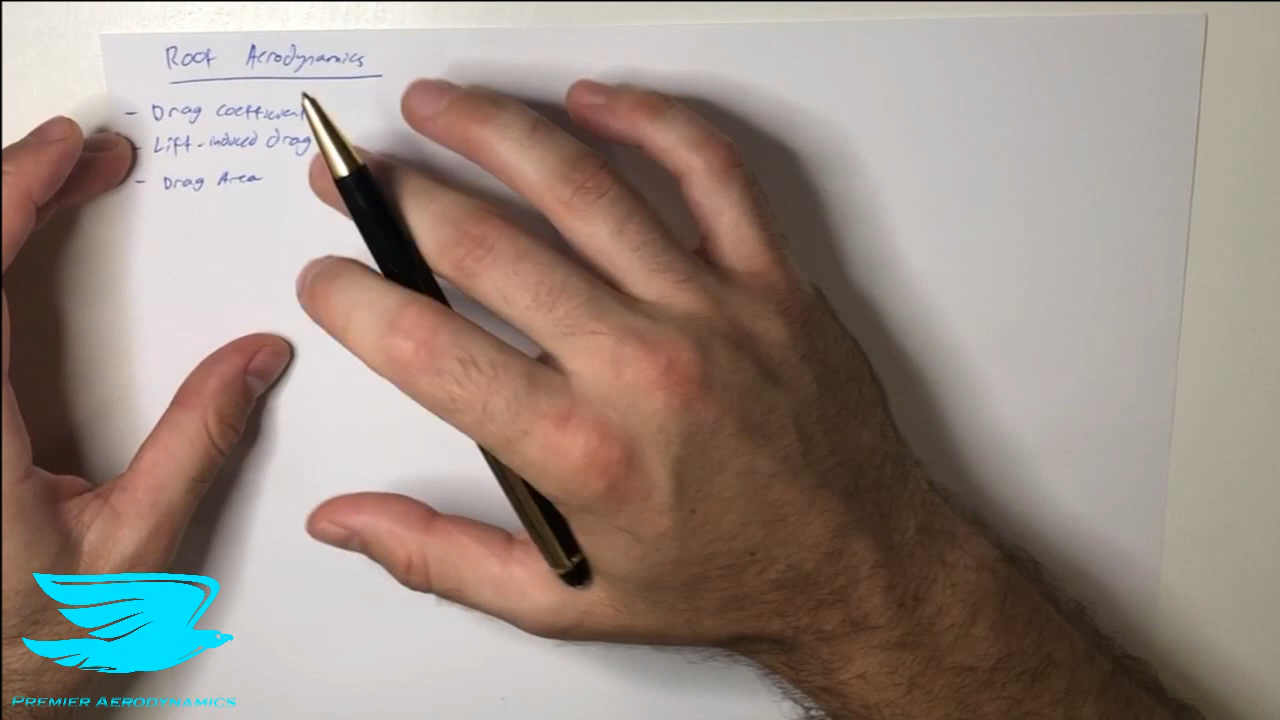 Roof Aerodynamics
- Drag coefficient
- Lift-induced drag
- Drag Area
PREMIER AERODYNAMICS